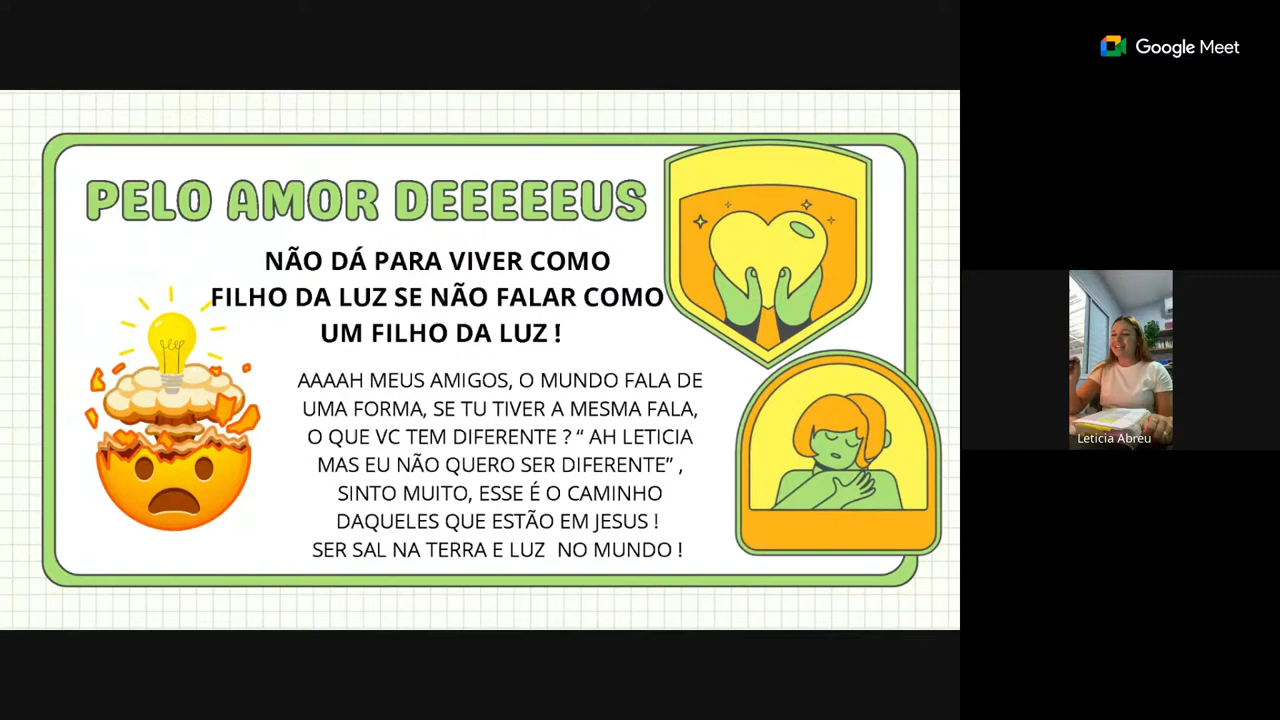 Google Meet
PELO AMOR DEEEEEUS
NÃO DÁ PARA VIVER COMO
FILHO DA LUZ SE NÃO FALAR COMO
UM FILHO DA LUZ !
AAAAH MEUS AMIGOS, O MUNDO FALA DE
UMA FORMA, SE TU TIVER A MESMA FALA,
O QUE VC TEM DIFERENTE ? “ AH LETICIA
MAS EU NÃO QUERO SER DIFERENTE” ,
SINTO MUITO, ESSE É O CAMINHO
DAQUELES QUE ESTÃO EM JESUS !
SER SAL NA TERRA E LUZ NO MUNDO !
Leticia Abreu